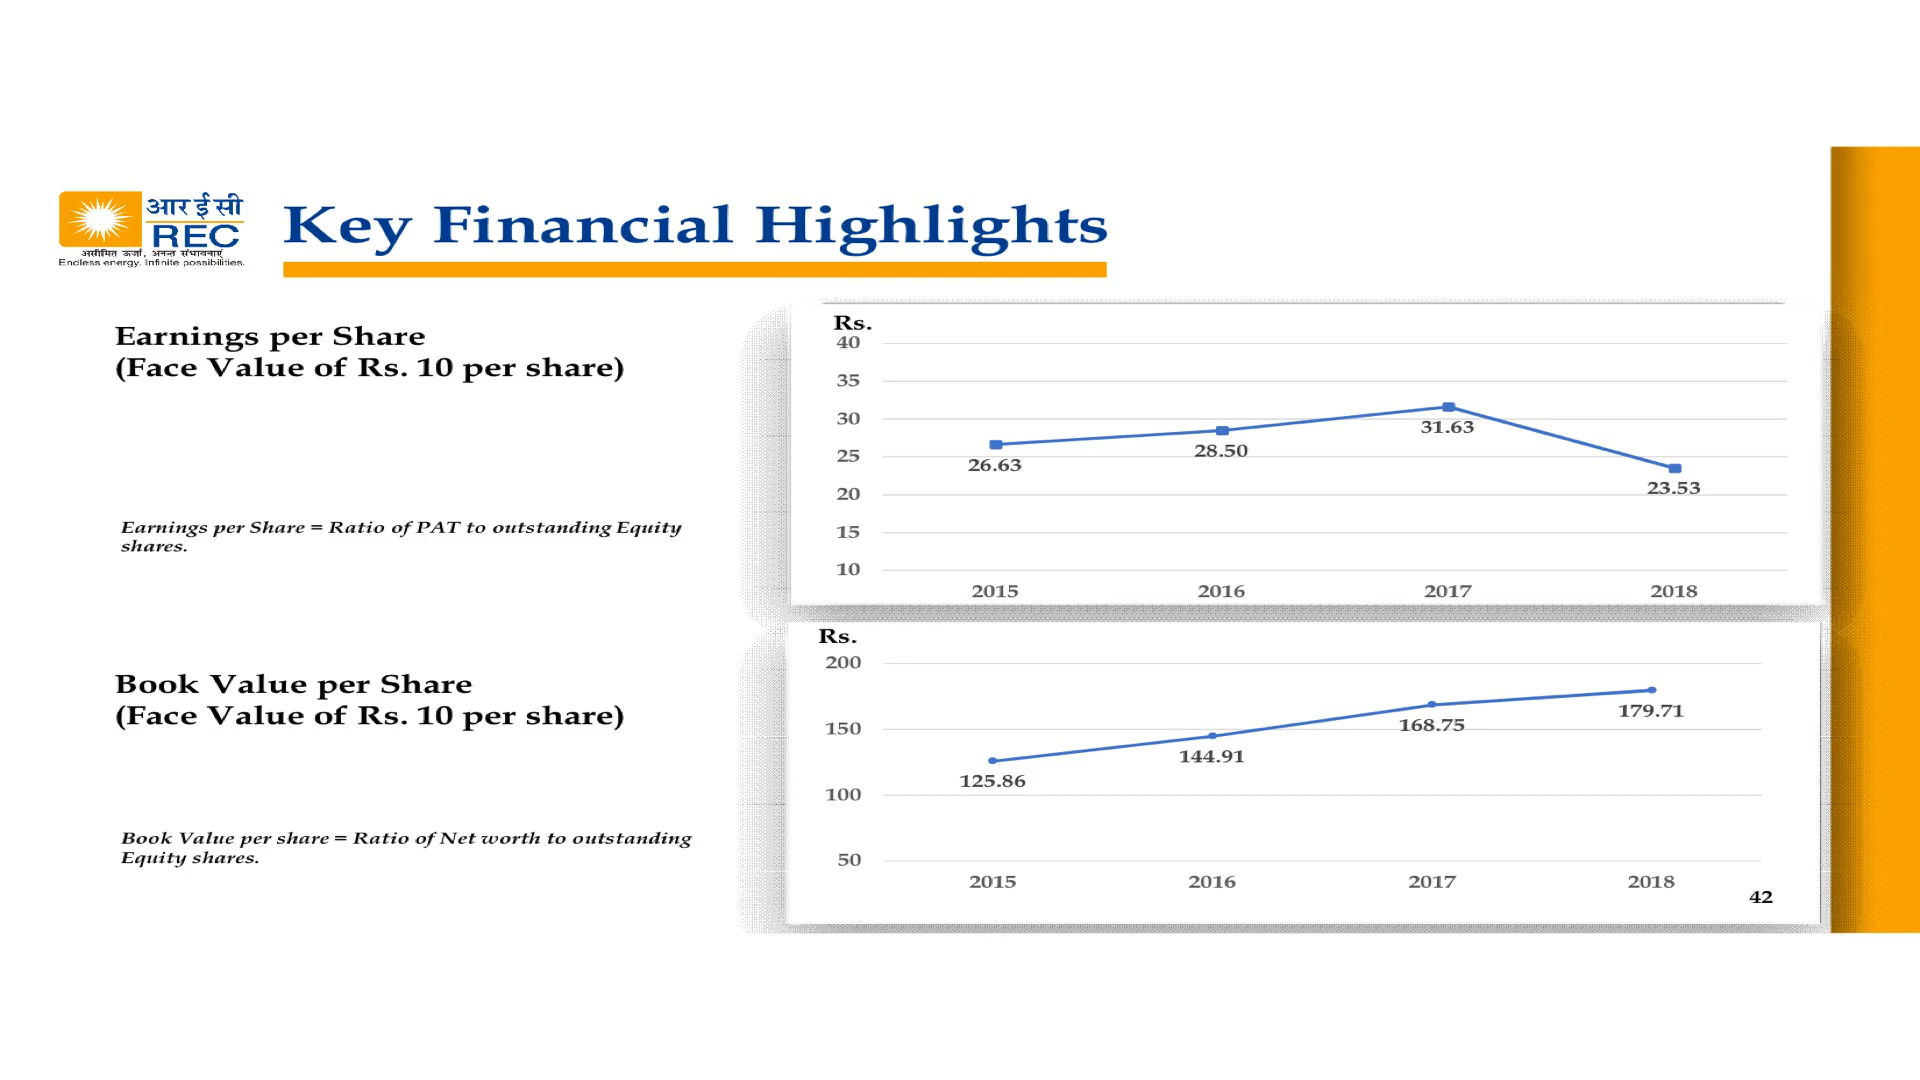 आर ई सी
REC
असीमित ऊर्जा, अनन्त संभावनाएं
Endless energy. Infinite possibilities.
Key Financial Highlights
Earnings per Share
(Face Value of Rs. 10 per share)
Earnings per Share = Ratio of PAT to outstanding Equity
shares.
Rs.
40
35
30
25
20
15
10
26.63
28.50
31.63
23.53
2015 2016 2017 2018
Book Value per Share
(Face Value of Rs. 10 per share)
Book Value per share = Ratio of Net worth to outstanding
Equity shares.
Rs.
200
150
100
50
125.86
144.91
168.75
179.71
2015 2016 2017 2018
42